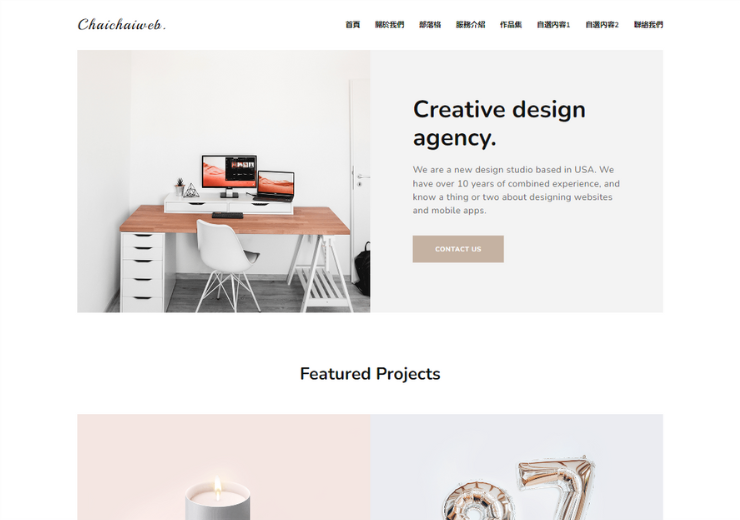 Chaichaiweb.
首頁 關於我們 部落格 服務介紹 作品集 自選內容1 自選內容2 聯絡我們
Creative design
agency.
We are a new design studio based in USA. We
have over 10 years of combined experience, and
know a thing or two about designing websites
and mobile apps.
CONTACT US
Featured Projects
97